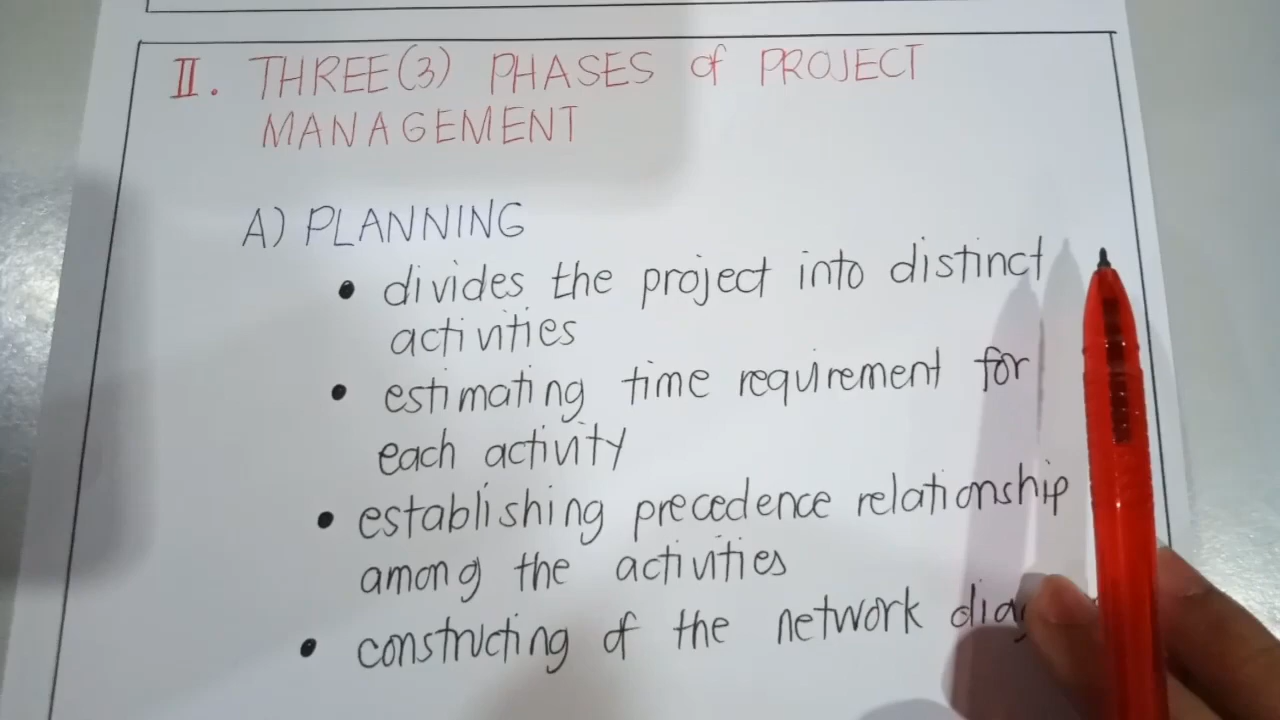 II. THREE(3) PHASES of PROJECT
MANAGEMENT
A) PLANNING
• divides the project into distinct
activities
• estimating time requirement for
each activity
• establishing precedence relationship
among the activities
• constructing of the network